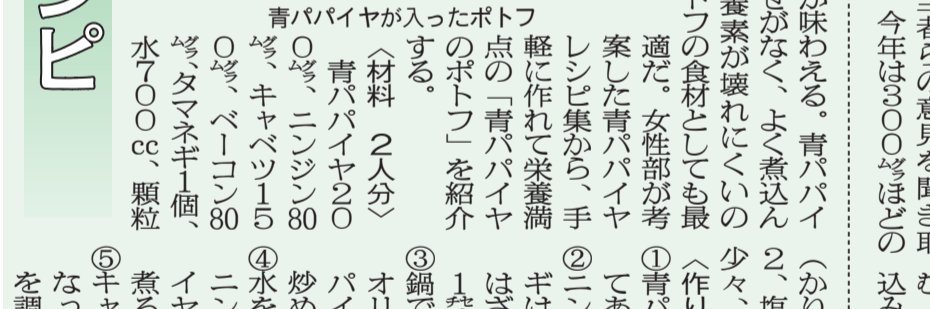 青パパイヤが入ったポトフ
今年は300㌘ほどの
が味わえる。青パパイ
せがなく、よく煮込ん
養素が壊れにくいの
トフの食材としても最
適だ。女性部が考
案した青パパイヤ
レシピ集から、手
軽に作れて栄養満
点の「青パパイヤ
のポトフ」を紹介
する。
〈材料 2人分〉
青パパイヤ20
0㌘、ニンジン80
㌘、キャベツ15
0㌘、ベーコン80
㌘、タマネギ1個、
水700cc、顆粒
2、塩
少々、
〈作り
①青パ
てあ
②ニン
ギは
はざ
1㌢
③鍋で
オリ
パイ
炒め
④水を
ニン
イヤ
煮る
⑤キャ
なっ
を調
ピ